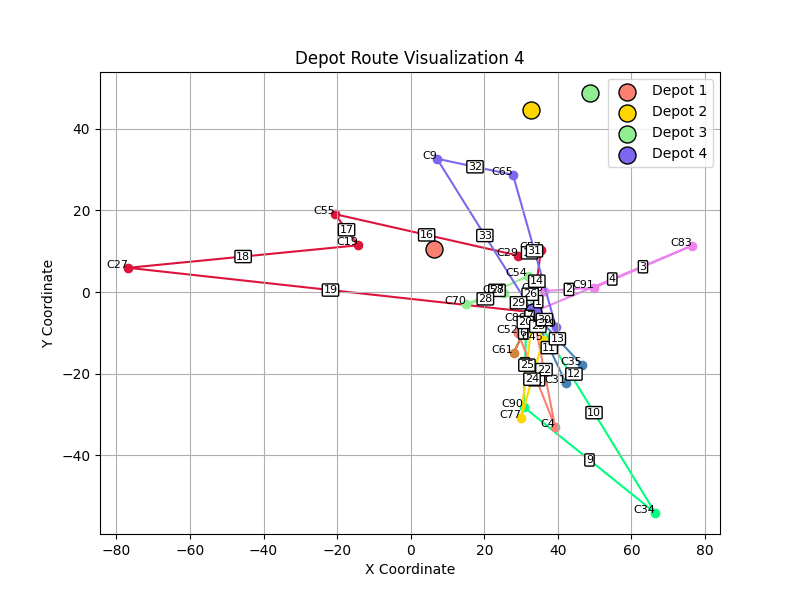 Depot Route Visualization 4
Depot 1
Depot 2
Depot 3
Depot 4
Y Coordinate
40
20
0
−20
−40
−80
−60
−40
−20
0
20
40
60
80
X Coordinate
C9
32
C65
C55
17
16
33
C19
C27
18
C29
31
C83
C54
3
14
4
2
C91
19
C70
28
26
29
C52
20
30
13
C61
11
C35
25
22
12
24
C31
C90
C77
C4
10
9
C34